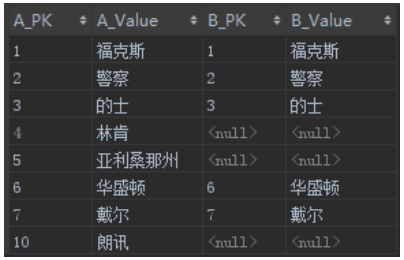 A_PK A_Value B_PK B_Value
1 福克斯 1 福克斯
2 警察 2 警察
3 的士 3 的士
4 林肯 <null> <null>
5 亚利桑那州 <null> <null>
6 华盛顿 6 华盛顿
7 戴尔 7 戴尔
10 朗讯 <null> <null>